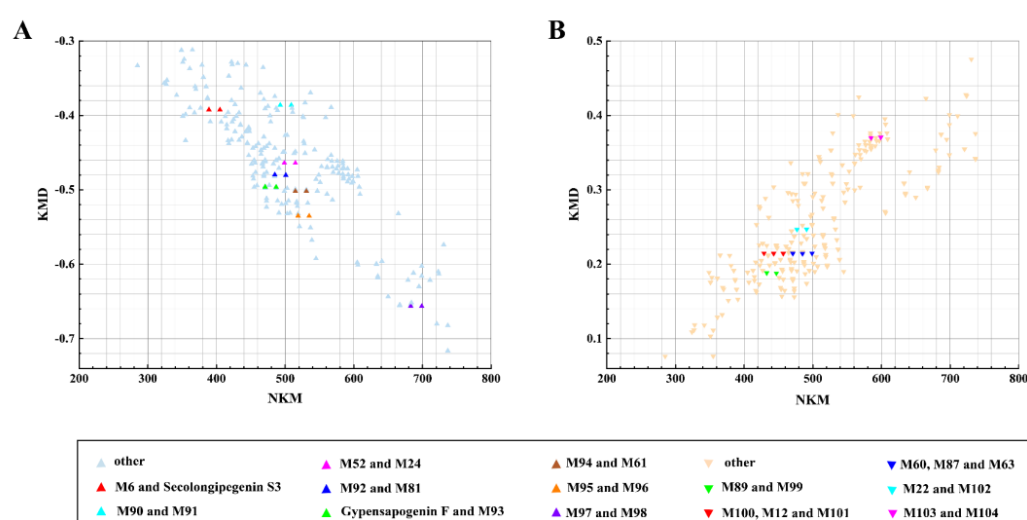 A
B
-0.3
-0.4
-0.5
-0.6
-0.7
KMD
200 300 400 500 600 700 800
NKM
0.5
0.4
0.3
0.2
0.1
KMD
200 300 400 500 600 700 800
NKM
other
M52 and M24
M94 and M61
other
M60, M87 and M63
M6 and Secolongipegenin S3
M92 and M81
M95 and M96
M89 and M99
M22 and M102
M90 and M91
Gypensapogenin F and M93
M97 and M98
M100, M12 and M101
M103 and M104